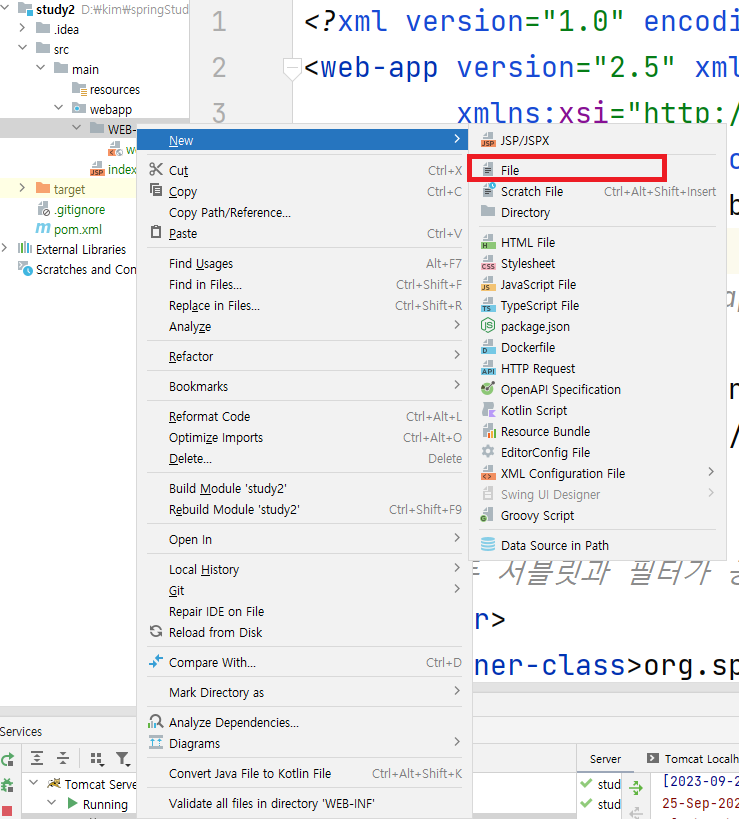 study2 D:₩kim₩springStud
.idea
src
main
resources
webapp
WEB-
w
index
target
.gitignore
pom.xml
External Libraries
Scratches and Con
1 <?xml version="1.0" encodi
2 <web-app version="2.5" xml
3 xmlns:xsi="http:/
New
Cut Ctrl+X
Copy Ctrl+C
Copy Path/Reference...
Paste Ctrl+V
Find Usages Alt+F7
Find in Files... Ctrl+Shift+F
Replace in Files... Ctrl+Shift+R
Analyze
Refactor
Bookmarks
Reformat Code Ctrl+Alt+L
Optimize Imports Ctrl+Alt+O
Delete... Delete
Build Module 'study2'
Rebuild Module 'study2' Ctrl+Shift+F9
Open In
Local History
Git
Repair IDE on File
Reload from Disk
Compare With... Ctrl+D
Mark Directory as
Analyze Dependencies...
Diagrams
Convert Java File to Kotlin File Ctrl+Alt+Shift+K
Validate all files in directory 'WEB-INF'
JSP/JSPX
File
Scratch File Ctrl+Alt+Shift+Insert
Directory
HTML File
Stylesheet
JavaScript File
TypeScript File
package.json
Dockerfile
HTTP Request
OpenAPI Specification
Kotlin Script
Resource Bundle
EditorConfig File
XML Configuration File
Swing UI Designer
Groovy Script
Data Source in Path
서블릿과 필터가 공
r>
ner-class>org.sp
Services
Tomcat Serve
Running
Server
Tomcat Localh
stud
stud
[2023-09-2
25-Sep-202